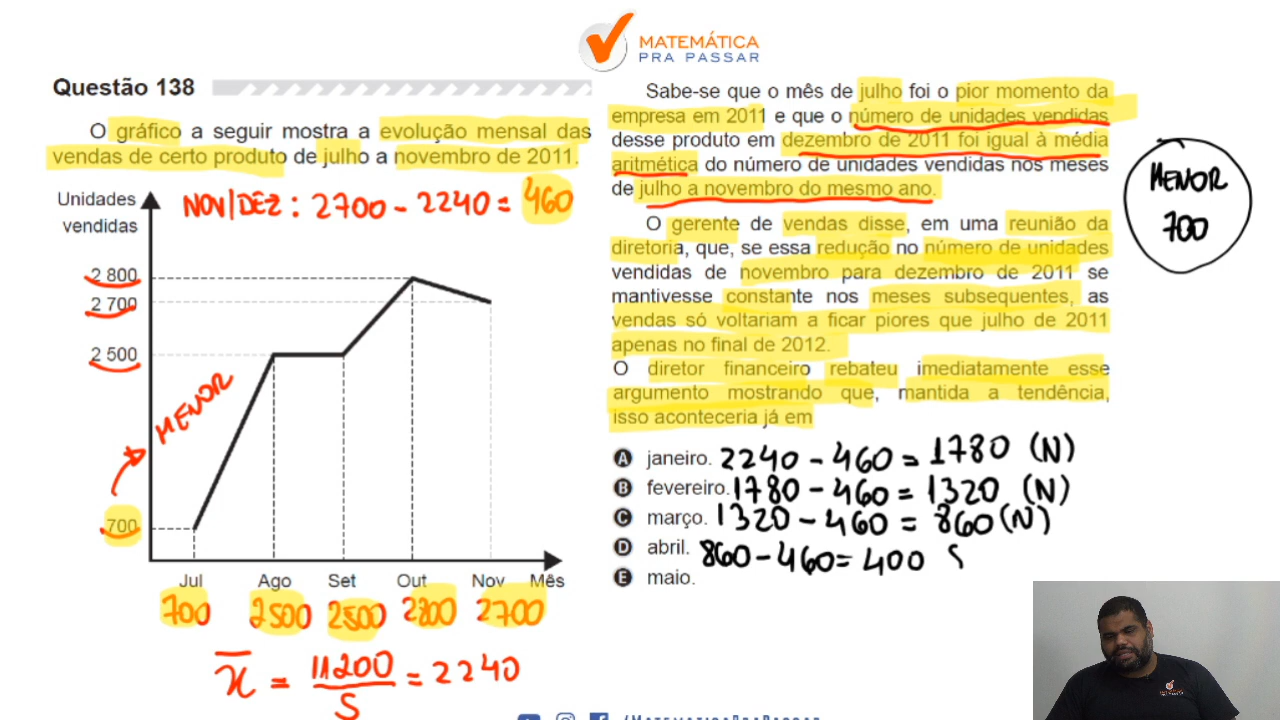 MATEMÁTICA
PRA PASSAR
Questão 138
O gráfico a seguir mostra a evolução mensal das
vendas de certo produto de julho a novembro de 2011.
NOV/DÊZ: 2700 - 2240 = 460
Unidades
vendidas
2 800
2 700
2 500
700
MENOR
Jul Ago Set Out Nov Mês
700 2500 2500 2800 2700
x̅ = 11200/5 = 2240
Sabe-se que o mês de julho foi o pior momento da
empresa em 2011 e que o número de unidades vendidas
desse produto em dezembro de 2011 foi igual à média
aritmética do número de unidades vendidas nos meses
de julho a novembro do mesmo ano.
O gerente de vendas disse, em uma reunião da
diretoria, que, se essa redução no número de unidades
vendidas de novembro para dezembro de 2011 se
mantivesse constante nos meses subsequentes, as
vendas só voltariam a ficar piores que julho de 2011
apenas no final de 2012.
O diretor financeiro rebateu imediatamente esse
argumento mostrando que, mantida a tendência,
isso aconteceria já em
A janeiro. 2240 - 460 = 1780 (N)
B fevereiro. 1780 - 460 = 1320 (N)
C março. 1320 - 460 = 860 (N)
D abril. 860 - 460 = 400 S
E maio.
MENOR
700
/MATEMATICAPRAPASSAR